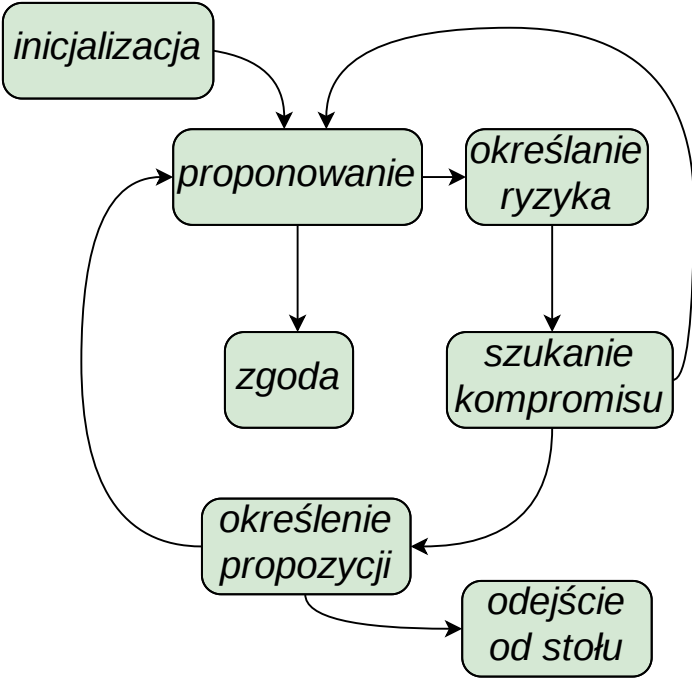 inicjalizacja
proponowanie
określanie
ryzyka
zgoda
szukanie
kompromisu
określenie
propozycji
odejście
od stołu